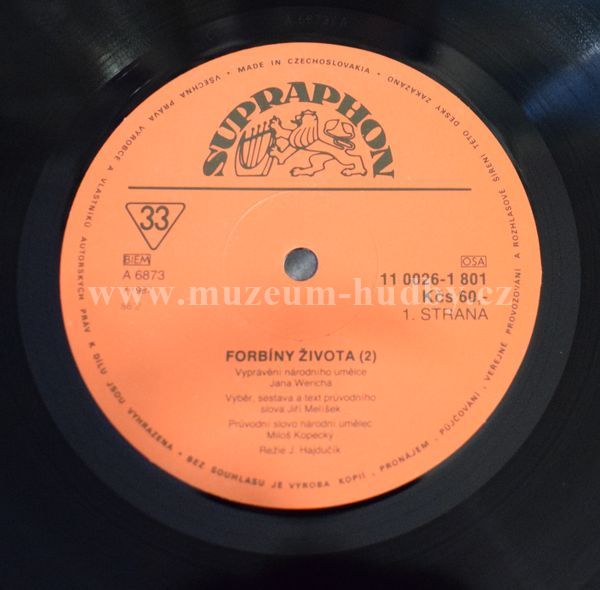 A 6873 A
• MADE IN CZECHOSLOVAKIA • VŠECHNA PRÁVA VÝROBCE A VLASTNÍKŮ AUTORSKÝCH PRÁV K DÍLU JSOU VYHRAZENA • BEZ SOUHLASU JE VÝROBA KOPIÍ - PRONÁJEM - PŮJČOVÁNÍ - VEŘEJNÉ PROVOZOVÁNÍ A ROZHLASOVÉ ŠÍŘENÍ TÉTO DESKY ZAKÁZÁNO
SUPRAPHON
33
BIEM
A 6873
OSA
11 0026-1 801
Kčs 60,-
1. STRANA
www.muzeum-hudby.cz
FORBÍNY ŽIVOTA (2)
Vyprávění národního umělce
Jana Wericha
Výběr, sestava a text průvodního
slova Jiří Melíšek
Průvodní slovo národní umělec
Miloš Kopecký
Režie J. Hajdučík